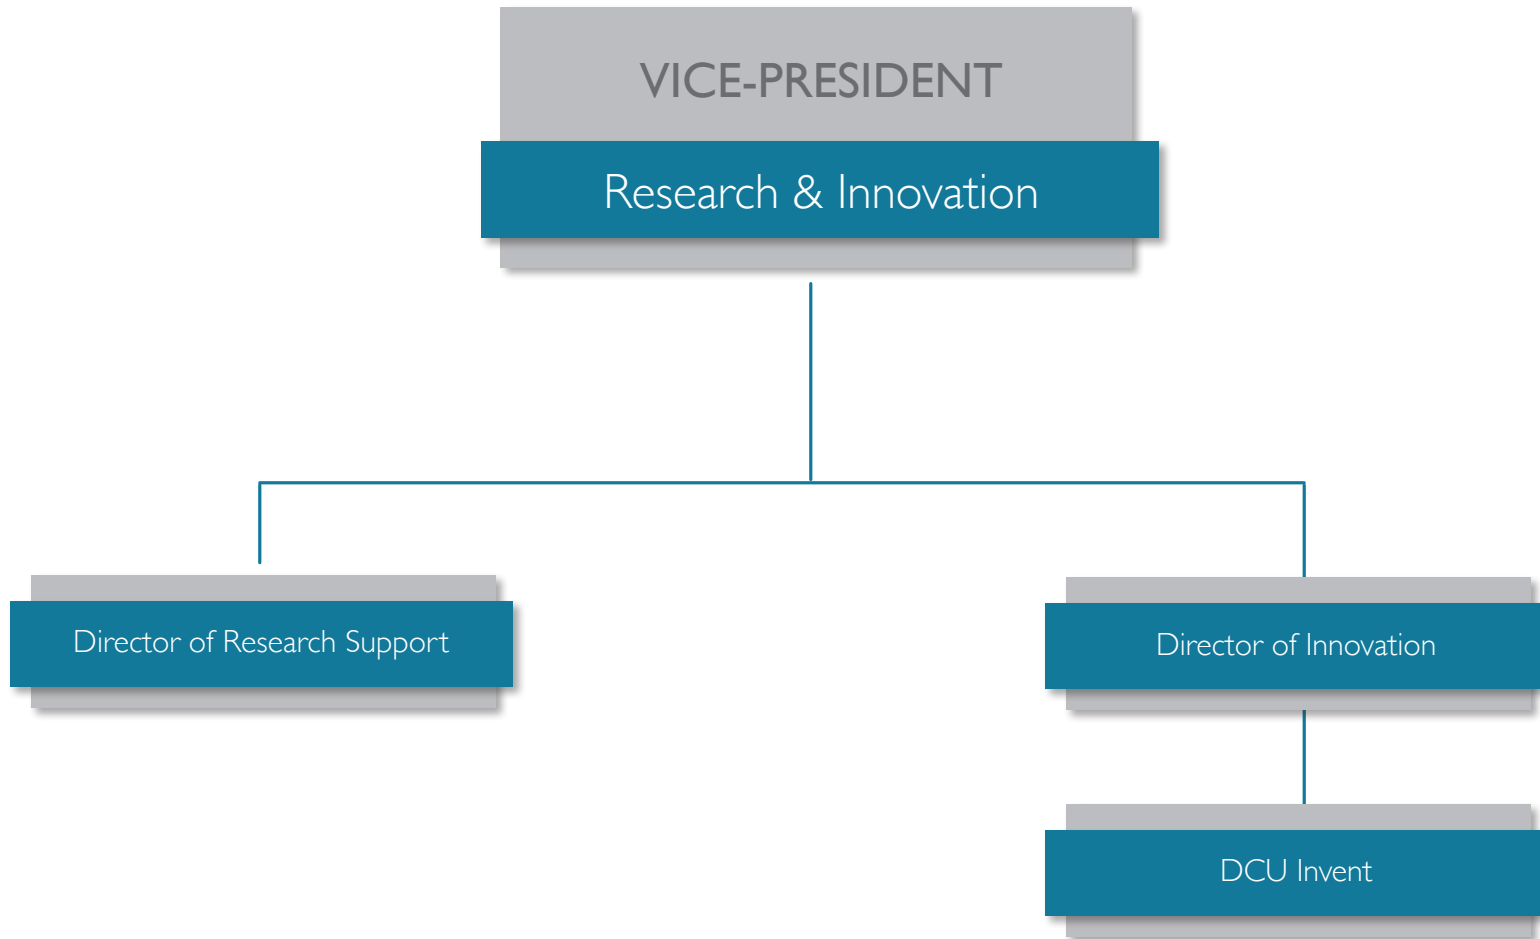 VICE-PRESIDENT
Research & Innovation
Director of Research Support
Director of Innovation
DCU Invent